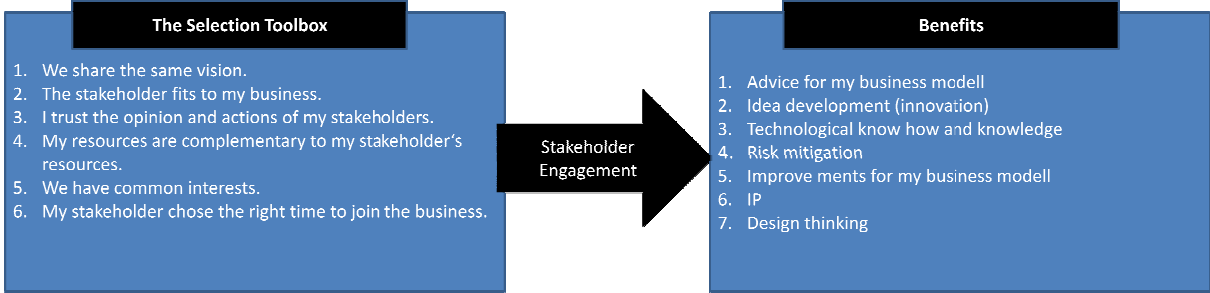 The Selection Toolbox
1. We share the same vision.
2. The stakeholder fits to my business.
3. I trust the opinion and actions of my stakeholders.
4. My resources are complementary to my stakeholder‘s
resources.
5. We have common interests.
6. My stakeholder chose the right time to join the business.
Stakeholder
Engagement
Benefits
1. Advice for my business modell
2. Idea development (innovation)
3. Technological know how and knowledge
4. Risk mitigation
5. Improve ments for my business modell
6. IP
7. Design thinking